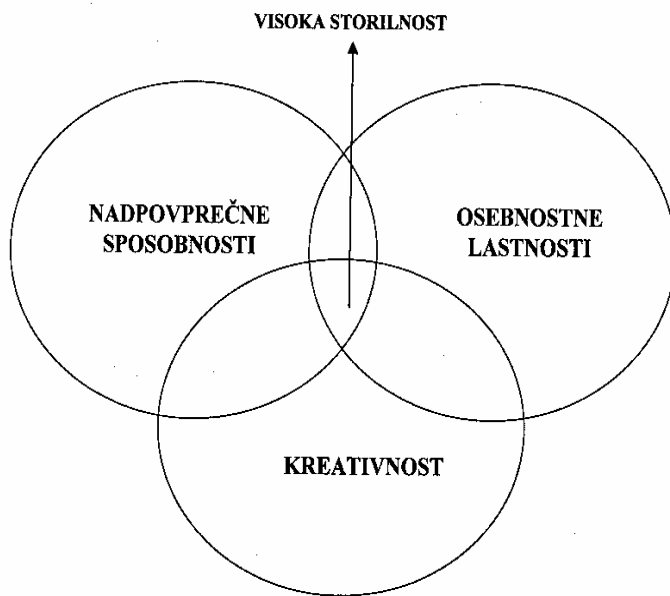 VISOKA STORILNOST
NADPOVPREČNE
SPOSOBNOSTI
OSEBNOSTNE
LASTNOSTI
KREATIVNOST